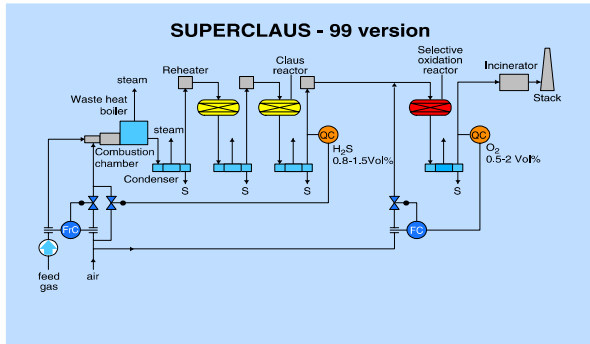 SUPERCLAUS - 99 version
steam
Waste heat
boiler
Reheater
Claus
reactor
Selective
oxidation
reactor
Incinerator
Stack
steam
Combustion
chamber
Condenser
S
S
S
S
QC
H₂S
0.8-1.5Vol%
QC
O₂
0.5-2 Vol%
FrC
FC
feed
gas
air